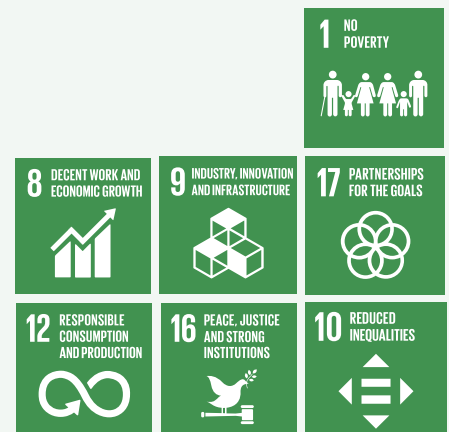 1 NO
POVERTY
8 DECENT WORK AND
ECONOMIC GROWTH
9 INDUSTRY, INNOVATION
AND INFRASTRUCTURE
17 PARTNERSHIPS
FOR THE GOALS
12 RESPONSIBLE
CONSUMPTION
AND PRODUCTION
16 PEACE, JUSTICE
AND STRONG
INSTITUTIONS
10 REDUCED
INEQUALITIES